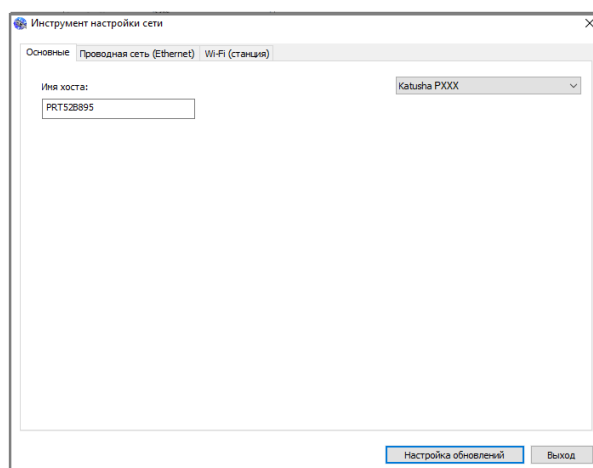 Инструмент настройки сети
Основные Проводная сеть (Ethernet) Wi-Fi (станция)
Имя хоста:
Katusha PXXX
PRT52B895
Настройка обновлений Выход